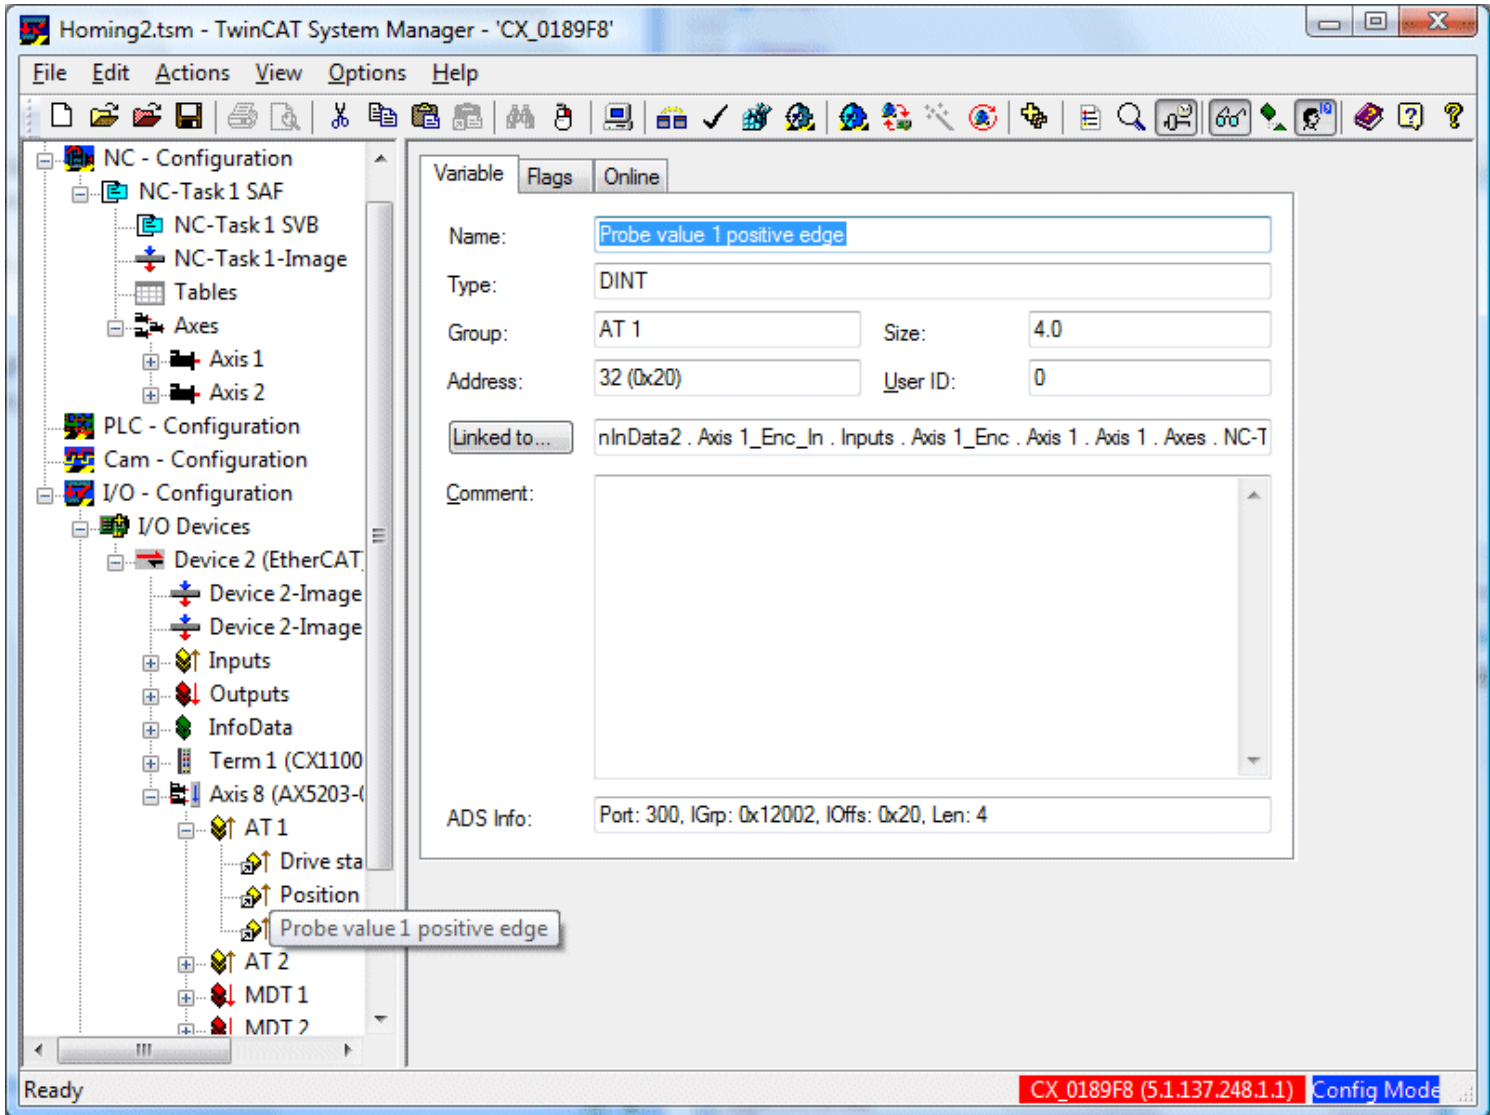 Homing2.tsm - TwinCAT System Manager - 'CX_0189F8'
File Edit Actions View Options Help
NC - Configuration
NC-Task 1 SAF
NC-Task 1 SVB
NC-Task 1-Image
Tables
Axes
Axis 1
Axis 2
PLC - Configuration
Cam - Configuration
I/O - Configuration
I/O Devices
Device 2 (EtherCAT)
Device 2-Image
Device 2-Image
Inputs
Outputs
InfoData
Term 1 (CX1100
Axis 8 (AX5203-0
AT 1
Drive sta
Position
Probe value 1 positive edge
AT 2
MDT 1
MDT 2
Variable Flags Online
Name: Probe value 1 positive edge
Type: DINT
Group: AT 1 Size: 4.0
Address: 32 (0x20) User ID: 0
Linked to... nInData2 . Axis 1_Enc_In . Inputs . Axis 1_Enc . Axis 1 . Axis 1 . Axes . NC-T
Comment:
ADS Info: Port: 300, IGrp: 0x12002, IOffs: 0x20, Len: 4
Ready CX_0189F8 (5.1.137.248.1.1) Config Mode